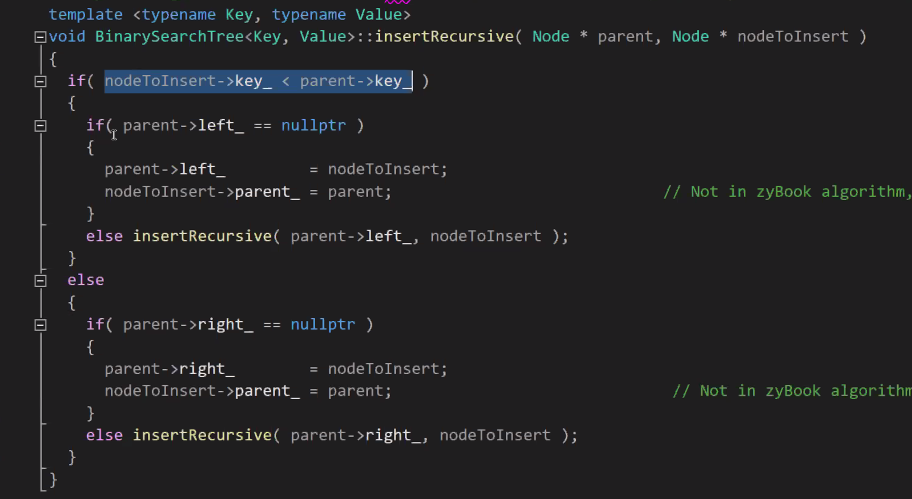 template <typename Key, typename Value>
void BinarySearchTree<Key, Value>::insertRecursive( Node * parent, Node * nodeToInsert )
{
  if( nodeToInsert->key_ < parent->key_ )
  {
    if( parent->left_ == nullptr )
    {
      parent->left_         = nodeToInsert;
      nodeToInsert->parent_ = parent;                              // Not in zyBook algorithm,
    }
    else insertRecursive( parent->left_, nodeToInsert );
  }
  else
  {
    if( parent->right_ == nullptr )
    {
      parent->right_        = nodeToInsert;
      nodeToInsert->parent_ = parent;                               // Not in zyBook algorithm
    }
    else insertRecursive( parent->right_, nodeToInsert );
  }
}